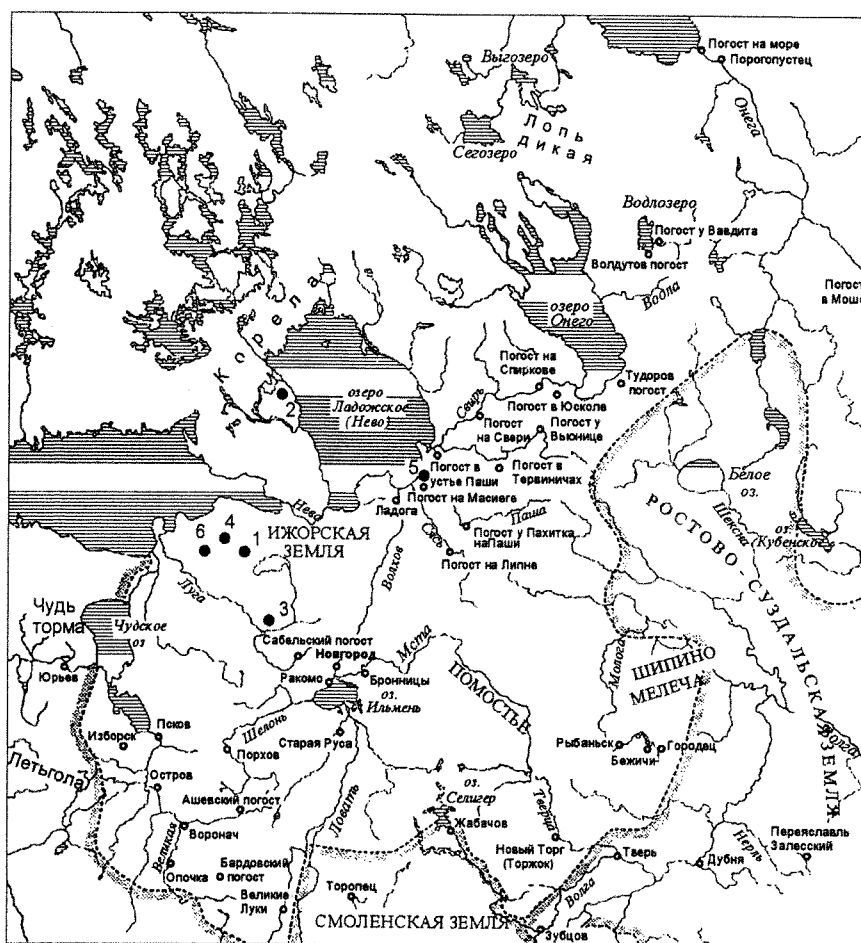 Погост на море
Порогопустец
Выгозеро
Онега
Лопь
дикая
Сегозеро
Водлозеро
Погост у Вавдита
Волдутов погост
Водла
Погост
в Моше
озеро
Онего
Корела
2
озеро
Ладожское
(Нево)
Погост на
Спиркове
Тудоров
погост
Свирь
Погост в Юсколе
Погост
на Свери
Погост у
Вьюнице
5
Погост в
устье Паши
Погост в
Тервиничах
Погост на Масиеге
Ладога
Белое
оз.
Шексна
оз.
Кубенское
РОСТОВО-СУЗДАЛЬСКАЯ ЗЕМЛЯ
Нева
ИЖОРСКАЯ
ЗЕМЛЯ
6
4
1
Паша
Погост у Пахитка
на Паши
Сясь
Погост на Липне
Волхов
Луга
3
Чудь
торма
Чудское
оз
Юрьев
Сабельский погост
Новгород
Ракомо
Бронницы
оз.
Ильмень
Мста
ПОМОСТЬЕ
Молога
ШИПИНО
МЕЛЕЧА
Изборск
Псков
Шелонь
Порхов
Старая Руса
Рыбаньск
Бежичи
Городец
Волга
Летьгола
Остров
Ашевский погост
Воронач
Ловать
оз.
Селигер
Жабачов
Тверца
Новый Торг
(Торжок)
Тверь
Дубня
Нерль
Переяславль
Залесский
Великая
Опочка
Бардовский
погост
Великие
Луки
Торопец
СМОЛЕНСКАЯ ЗЕМЛЯ
Волга
Зубцов